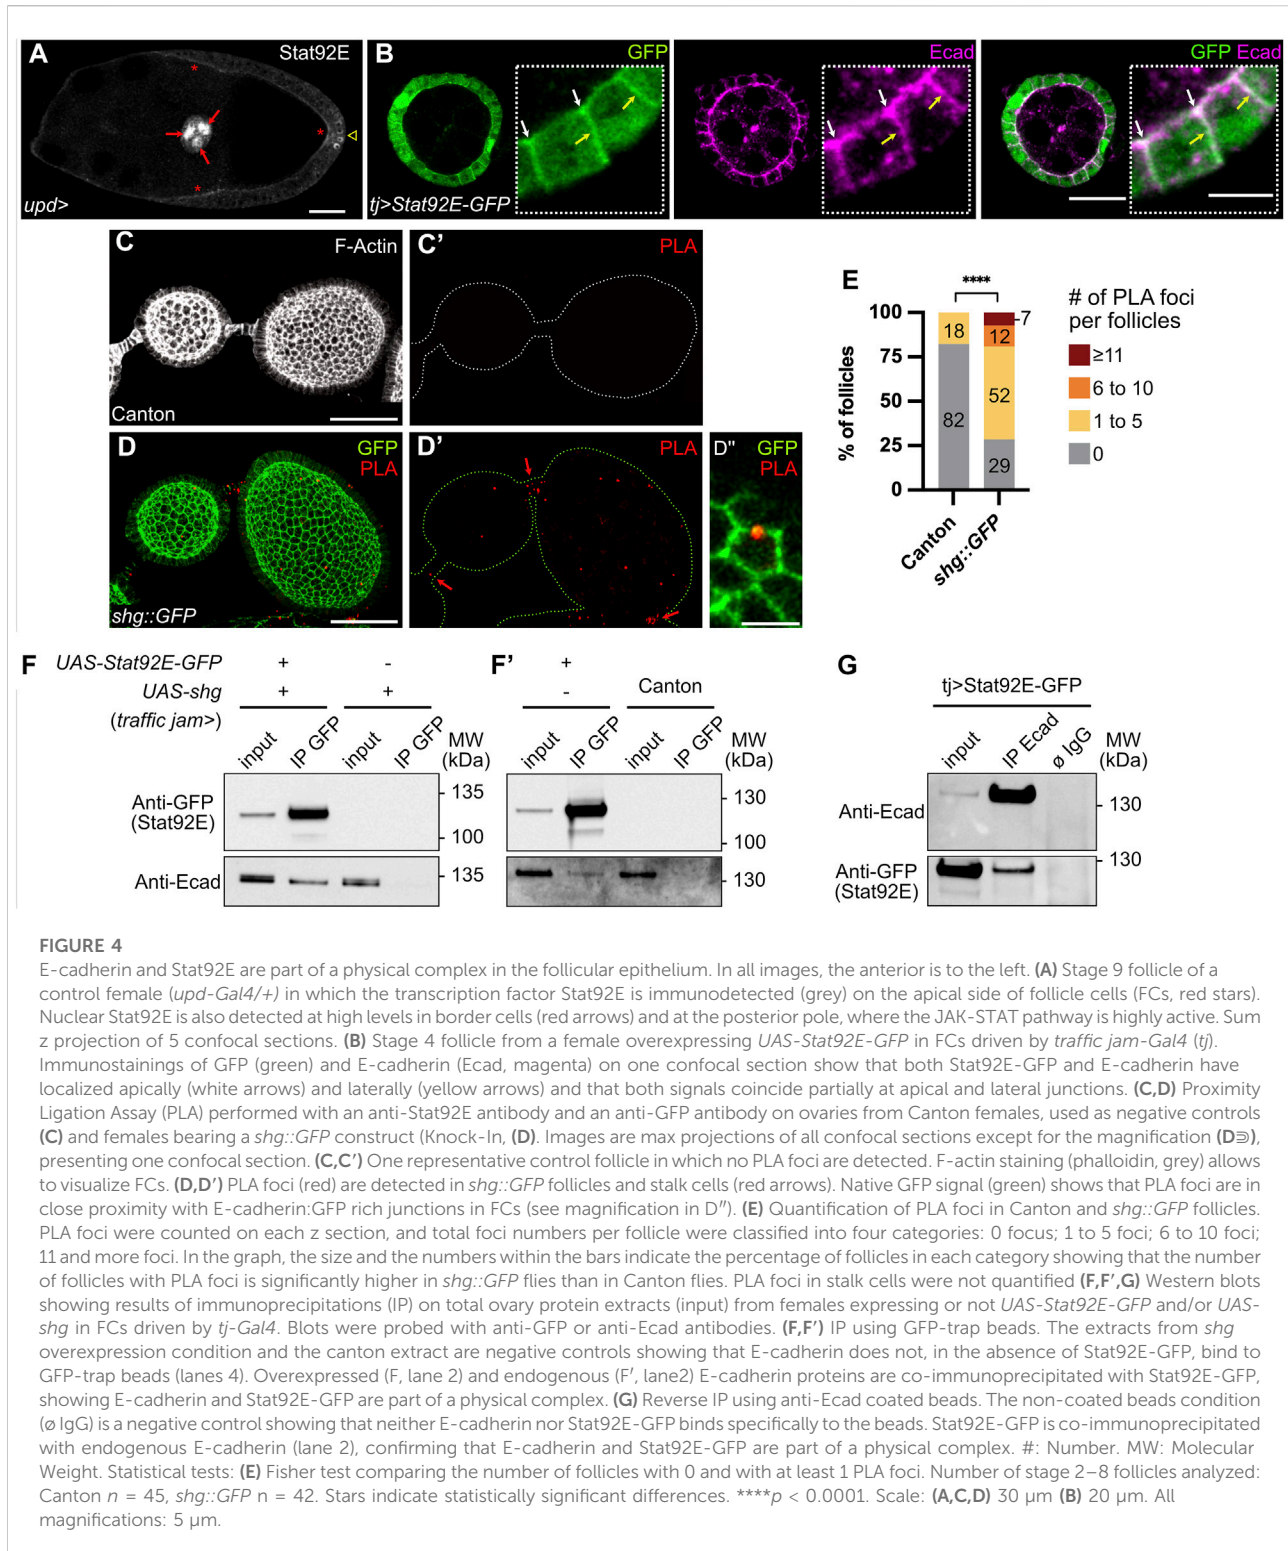 A
Stat92E
*
*
*
upd>
B
GFP
tj>Stat92E-GFP
Ecad
GFP Ecad
C
F-Actin
Canton
C'
PLA
D
GFP
PLA
shg::GFP
D'
PLA
D"
GFP
PLA
E
****
100
75
50
25
0
% of follicles
18
82
7
12
52
29
Canton
shg::GFP
# of PLA foci
per follicles
≥11
6 to 10
1 to 5
0
F
UAS-Stat92E-GFP + -
UAS-shg + +
(traffic jam>)
input IP GFP input IP GFP MW
(kDa)
Anti-GFP
(Stat92E)
135
100
Anti-Ecad
135
F'
+
- Canton
input IP GFP input IP GFP MW
(kDa)
130
100
130
G
tj>Stat92E-GFP
input IP Ecad ø IgG MW
(kDa)
Anti-Ecad
130
Anti-GFP
(Stat92E)
130
FIGURE 4
E-cadherin and Stat92E are part of a physical complex in the follicular epithelium. In all images, the anterior is to the left. (A) Stage 9 follicle of a
control female (upd-Gal4/+) in which the transcription factor Stat92E is immunodetected (grey) on the apical side of follicle cells (FCs, red stars).
Nuclear Stat92E is also detected at high levels in border cells (red arrows) and at the posterior pole, where the JAK-STAT pathway is highly active. Sum
z projection of 5 confocal sections. (B) Stage 4 follicle from a female overexpressing UAS-Stat92E-GFP in FCs driven by traffic jam-Gal4 (tj).
Immunostainings of GFP (green) and E-cadherin (Ecad, magenta) on one confocal section show that both Stat92E-GFP and E-cadherin have
localized apically (white arrows) and laterally (yellow arrows) and that both signals coincide partially at apical and lateral junctions. (C,D) Proximity
Ligation Assay (PLA) performed with an anti-Stat92E antibody and an anti-GFP antibody on ovaries from Canton females, used as negative controls
(C) and females bearing a shg::GFP construct (Knock-In, (D). Images are max projections of all confocal sections except for the magnification (D⋑),
presenting one confocal section. (C,C′) One representative control follicle in which no PLA foci are detected. F-actin staining (phalloidin, grey) allows
to visualize FCs. (D,D′) PLA foci (red) are detected in shg::GFP follicles and stalk cells (red arrows). Native GFP signal (green) shows that PLA foci are in
close proximity with E-cadherin:GFP rich junctions in FCs (see magnification in D″). (E) Quantification of PLA foci in Canton and shg::GFP follicles.
PLA foci were counted on each z section, and total foci numbers per follicle were classified into four categories: 0 focus; 1 to 5 foci; 6 to 10 foci;
11 and more foci. In the graph, the size and the numbers within the bars indicate the percentage of follicles in each category showing that the number
of follicles with PLA foci is significantly higher in shg::GFP flies than in Canton flies. PLA foci in stalk cells were not quantified (F,F′,G) Western blots
showing results of immunoprecipitations (IP) on total ovary protein extracts (input) from females expressing or not UAS-Stat92E-GFP and/or UAS-
shg in FCs driven by tj-Gal4. Blots were probed with anti-GFP or anti-Ecad antibodies. (F,F′) IP using GFP-trap beads. The extracts from shg
overexpression condition and the canton extract are negative controls showing that E-cadherin does not, in the absence of Stat92E-GFP, bind to
GFP-trap beads (lanes 4). Overexpressed (F, lane 2) and endogenous (F′, lane2) E-cadherin proteins are co-immunoprecipitated with Stat92E-GFP,
showing E-cadherin and Stat92E-GFP are part of a physical complex. (G) Reverse IP using anti-Ecad coated beads. The non-coated beads condition
(ø IgG) is a negative control showing that neither E-cadherin nor Stat92E-GFP binds specifically to the beads. Stat92E-GFP is co-immunoprecipitated
with endogenous E-cadherin (lane 2), confirming that E-cadherin and Stat92E-GFP are part of a physical complex. #: Number. MW: Molecular
Weight. Statistical tests: (E) Fisher test comparing the number of follicles with 0 and with at least 1 PLA foci. Number of stage 2–8 follicles analyzed:
Canton n = 45, shg::GFP n = 42. Stars indicate statistically significant differences. ****p < 0.0001. Scale: (A,C,D) 30 µm (B) 20 µm. All
magnifications: 5 µm.